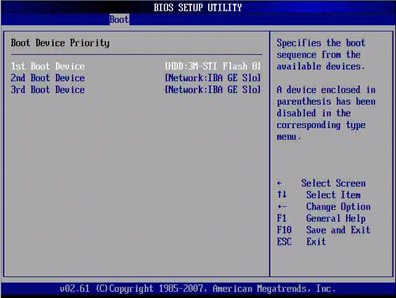 BIOS SETUP UTILITY
Boot
Boot Device Priority
1st Boot Device [HDD:3M-STI Flash 8]
2nd Boot Device [Network:IBA GE Slo]
3rd Boot Device [Network:IBA GE Slo]
Specifies the boot
sequence from the
available devices.
A device enclosed in
parenthesis has been
disabled in the
corresponding type
menu.
← Select Screen
↑↓ Select Item
+- Change Option
F1 General Help
F10 Save and Exit
ESC Exit
v02.61 (C)Copyright 1985-2007, American Megatrends, Inc.